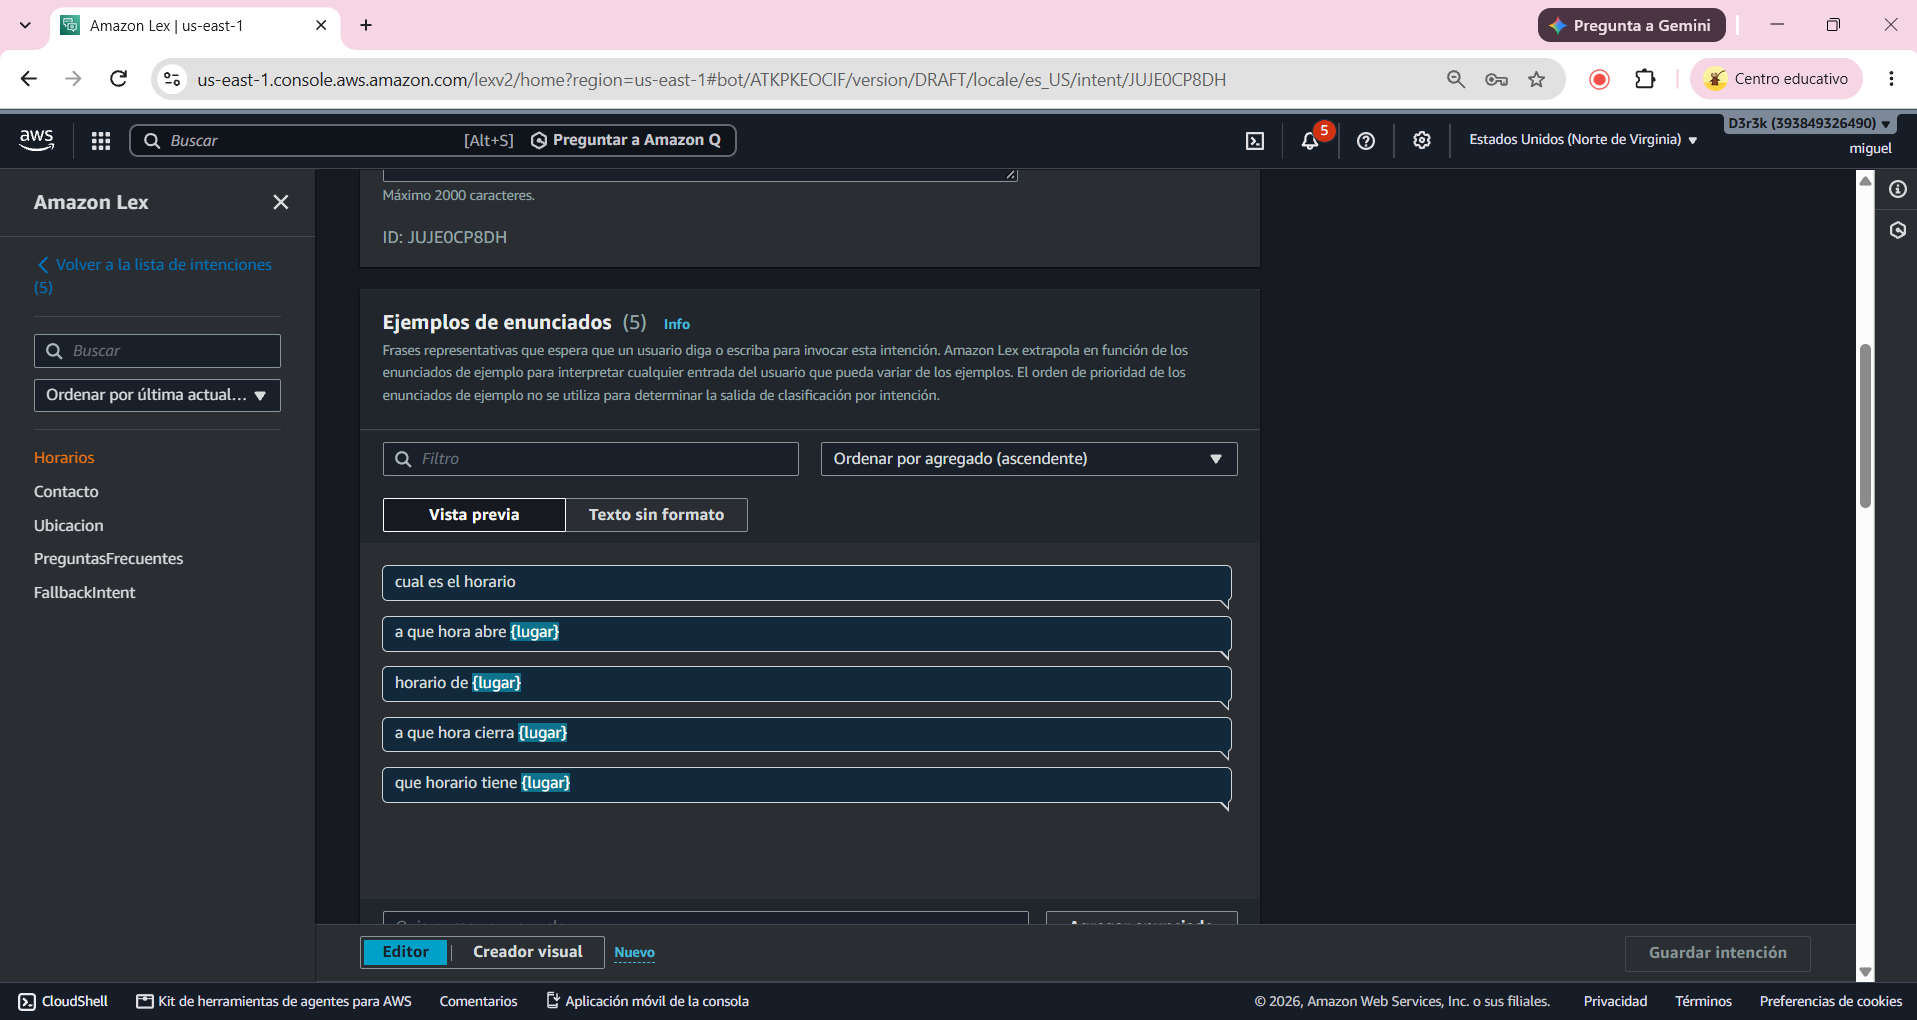 Amazon Lex | us-east-1
Pregunta a Gemini
us-east-1.console.aws.amazon.com/lexv2/home?region=us-east-1#bot/ATKPKEOCIF/version/DRAFT/locale/es_US/intent/JUJE0CP8DH
Centro educativo
aws
Buscar
[Alt+S]
Preguntar a Amazon Q
5
Estados Unidos (Norte de Virginia)
D3r3k (393849326490)
miguel
Amazon Lex
Volver a la lista de intenciones
(5)
Buscar
Ordenar por última actual...
Horarios
Contacto
Ubicacion
PreguntasFrecuentes
FallbackIntent
Máximo 2000 caracteres.
ID: JUJE0CP8DH
Ejemplos de enunciados (5) Info
Frases representativas que espera que un usuario diga o escriba para invocar esta intención. Amazon Lex extrapola en función de los
enunciados de ejemplo para interpretar cualquier entrada del usuario que pueda variar de los ejemplos. El orden de prioridad de los
enunciados de ejemplo no se utiliza para determinar la salida de clasificación por intención.
Filtro
Ordenar por agregado (ascendente)
Vista previa
Texto sin formato
cual es el horario
a que hora abre {lugar}
horario de {lugar}
a que hora cierra {lugar}
que horario tiene {lugar}
Agregar enunciado
Editor
Creador visual
Nuevo
Guardar intención
CloudShell
Kit de herramientas de agentes para AWS
Comentarios
Aplicación móvil de la consola
© 2026, Amazon Web Services, Inc. o sus filiales.
Privacidad
Términos
Preferencias de cookies